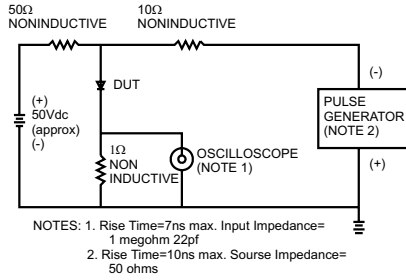 50Ω
NONINDUCTIVE
10Ω
NONINDUCTIVE
DUT
(+)
50Vdc
(approx)
(-)
1Ω
NON
INDUCTIVE
OSCILLOSCOPE
(NOTE 1)
(-)
PULSE
GENERATOR
(NOTE 2)
(+)
NOTES: 1. Rise Time=7ns max. Input Impedance=
1 megohm 22pf
2. Rise Time=10ns max. Sourse Impedance=
50 ohms